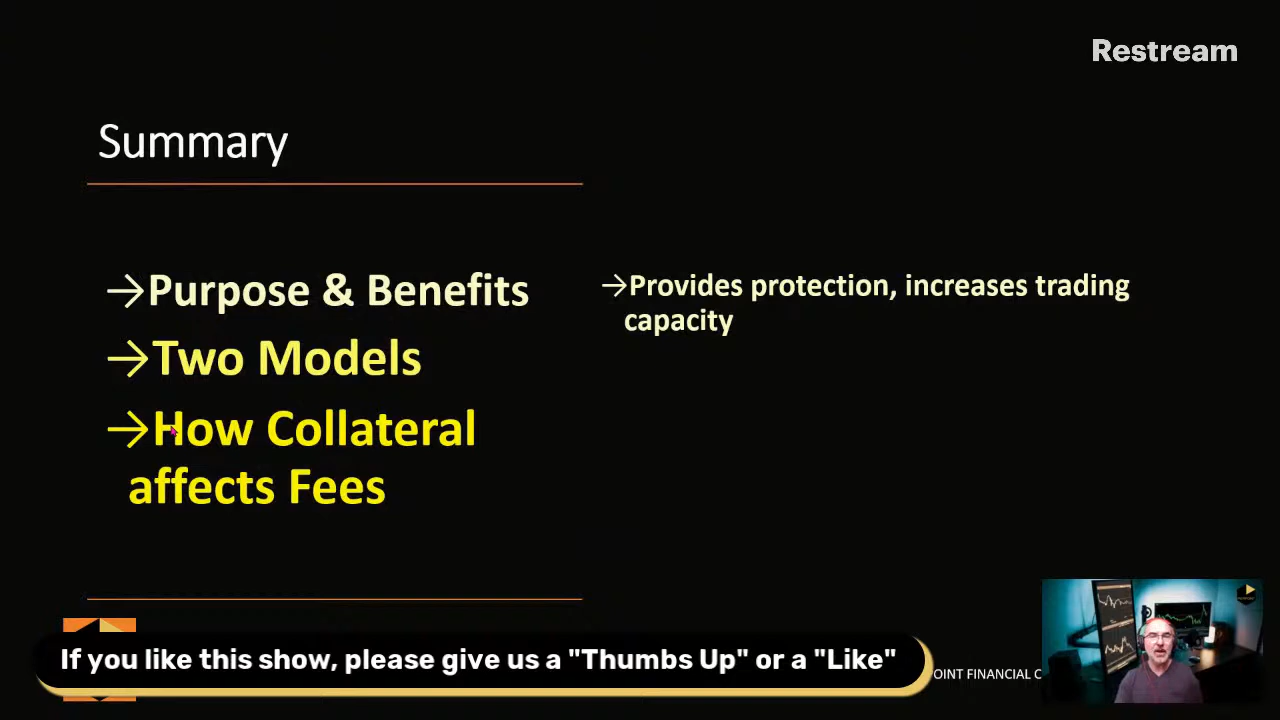 Restream
Summary
→Purpose & Benefits
→Two Models
→How Collateral
affects Fees
→Provides protection, increases trading
capacity
If you like this show, please give us a "Thumbs Up" or a "Like"
OINT FINANCIAL C